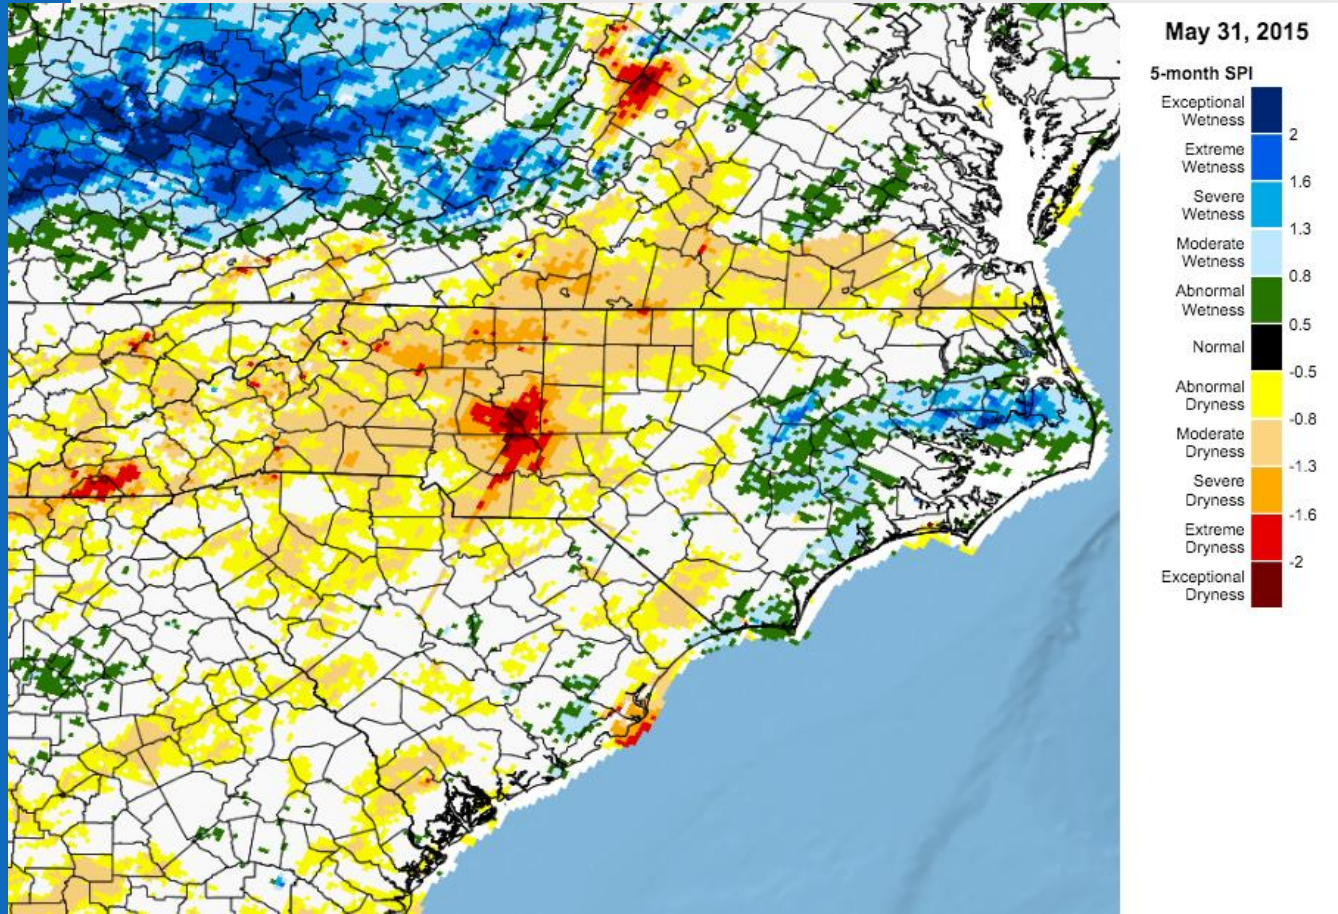 May 31, 2015
5-month SPI
Exceptional
Wetness
2
Extreme
Wetness
1.6
Severe
Wetness
1.3
Moderate
Wetness
0.8
Abnormal
Wetness
0.5
Normal
-0.5
Abnormal
Dryness
-0.8
Moderate
Dryness
-1.3
Severe
Dryness
-1.6
Extreme
Dryness
-2
Exceptional
Dryness